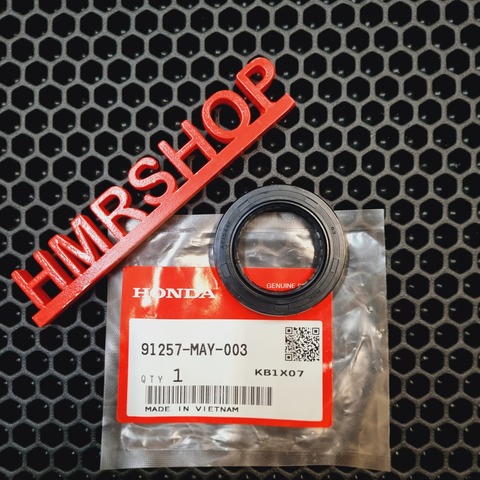 HMRSHOP
HONDA
GENUINE
91257-MAY-003
KB1X07
QTY 1
MADE IN VIETNAM